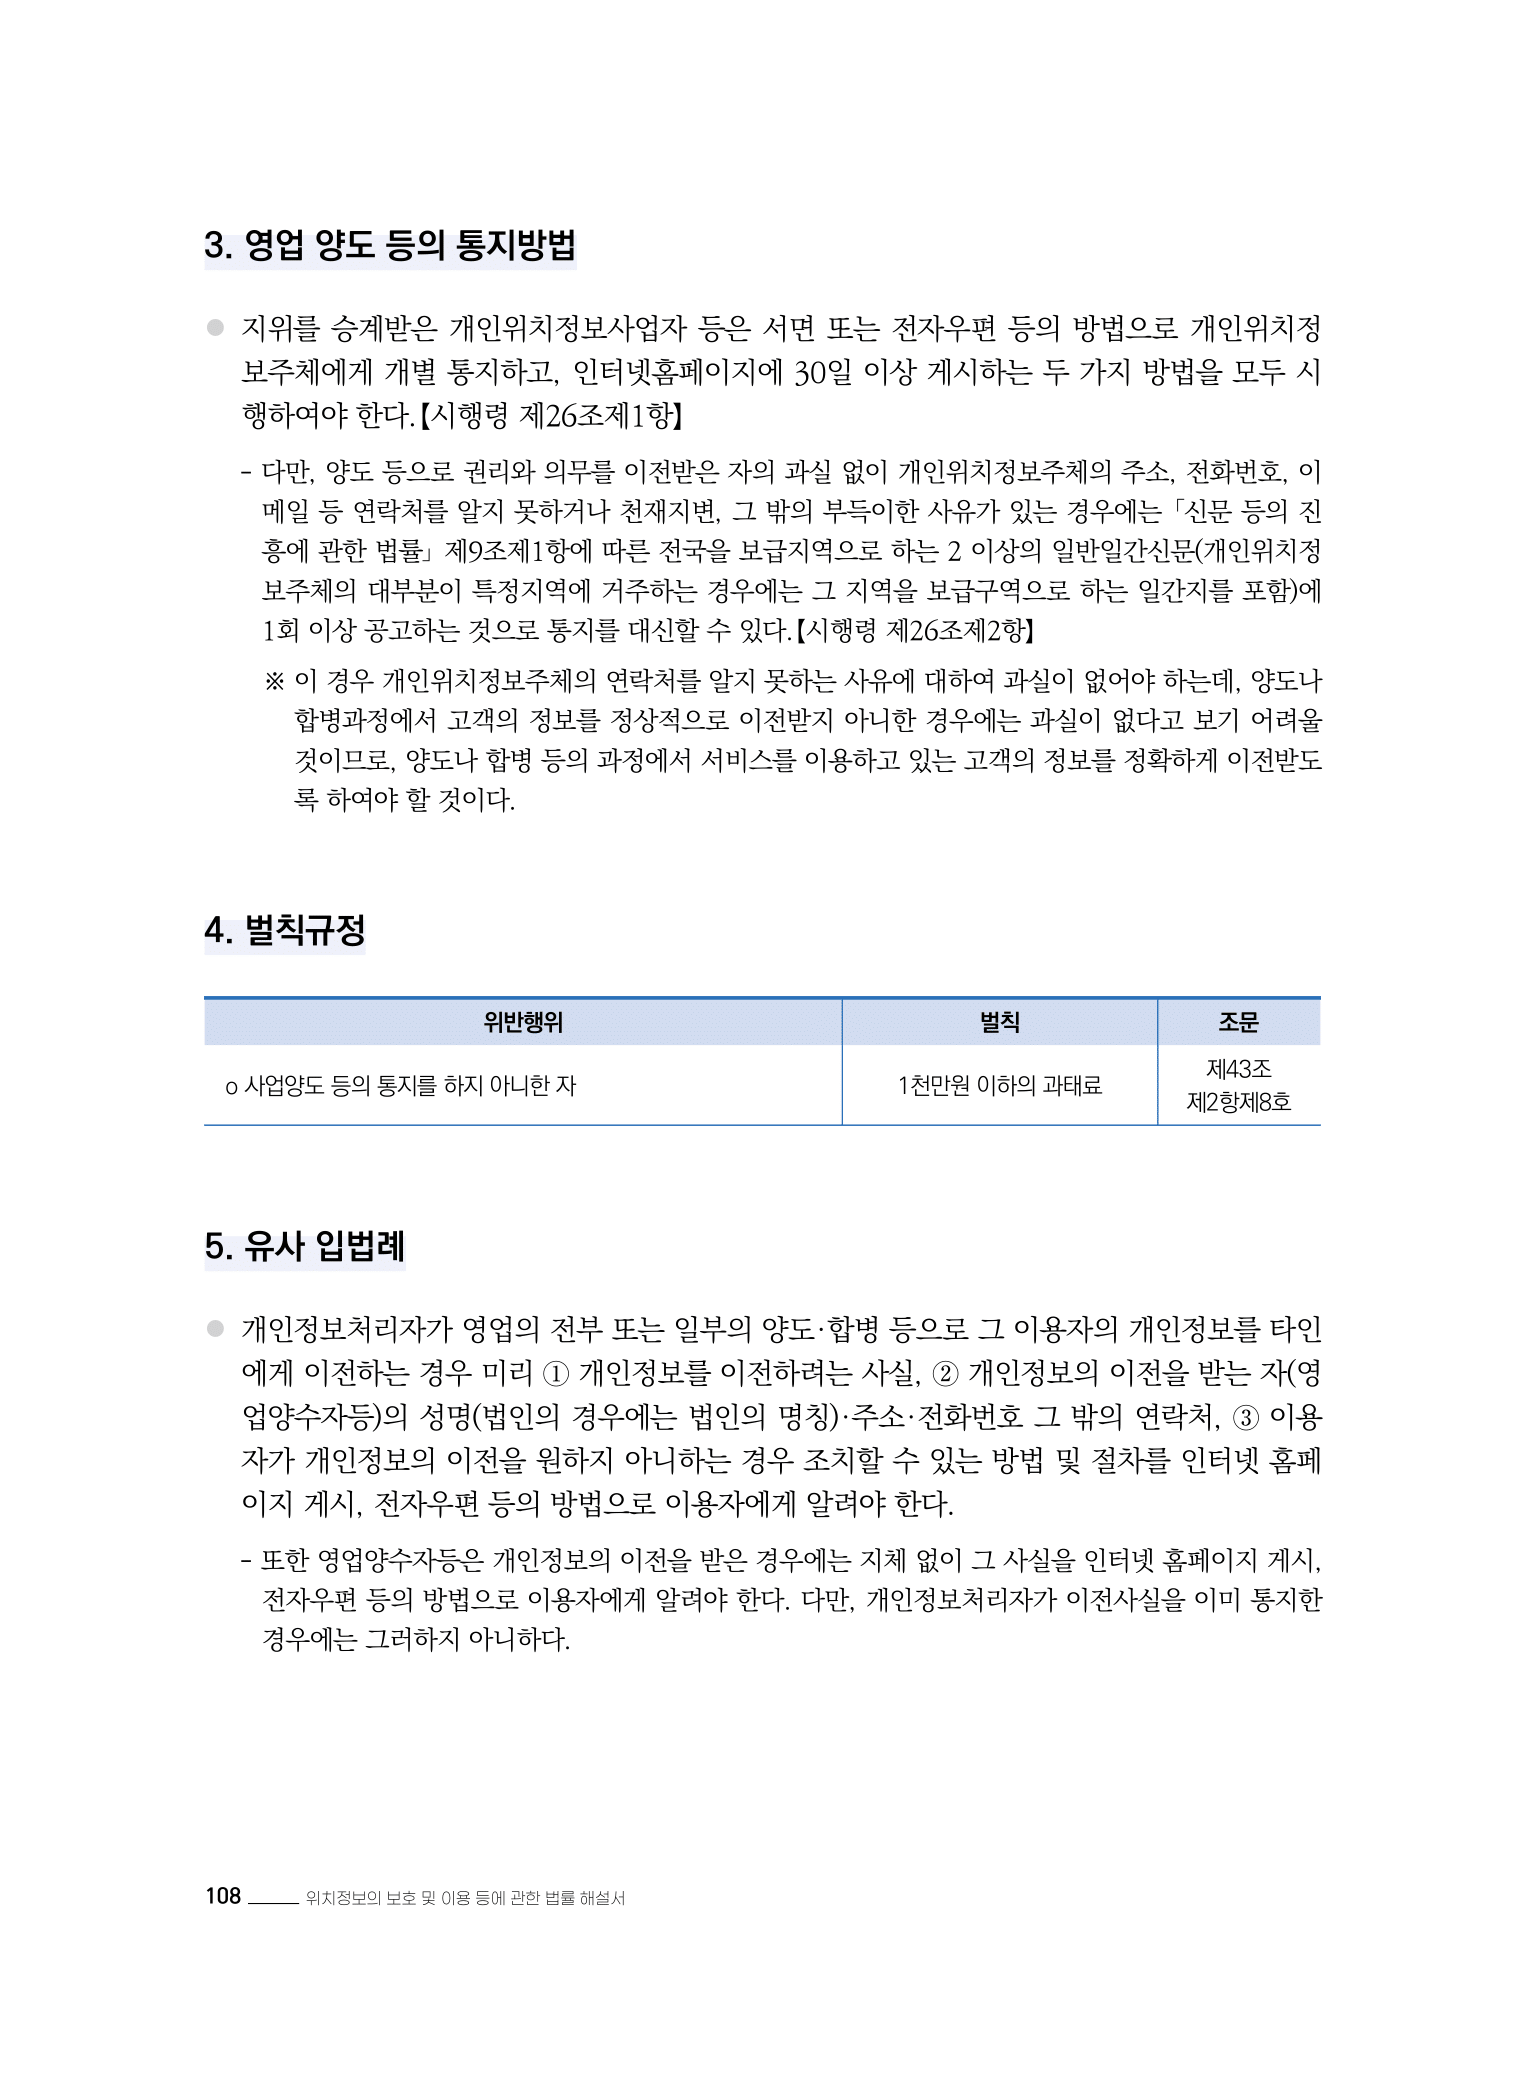 3. 영업 양도 등의 통지방법
● 지위를 승계받은 개인위치정보사업자 등은 서면 또는 전자우편 등의 방법으로 개인위치정
보주체에게 개별 통지하고, 인터넷홈페이지에 30일 이상 게시하는 두 가지 방법을 모두 시
행하여야 한다.【시행령 제26조제1항】
- 다만, 양도 등으로 권리와 의무를 이전받은 자의 과실 없이 개인위치정보주체의 주소, 전화번호, 이
메일 등 연락처를 알지 못하거나 천재지변, 그 밖의 부득이한 사유가 있는 경우에는 「신문 등의 진
흥에 관한 법률」 제9조제1항에 따른 전국을 보급지역으로 하는 2 이상의 일반일간신문(개인위치정
보주체의 대부분이 특정지역에 거주하는 경우에는 그 지역을 보급구역으로 하는 일간지를 포함)에
1회 이상 공고하는 것으로 통지를 대신할 수 있다.【시행령 제26조제2항】
※ 이 경우 개인위치정보주체의 연락처를 알지 못하는 사유에 대하여 과실이 없어야 하는데, 양도나
합병과정에서 고객의 정보를 정상적으로 이전받지 아니한 경우에는 과실이 없다고 보기 어려울
것이므로, 양도나 합병 등의 과정에서 서비스를 이용하고 있는 고객의 정보를 정확하게 이전받도
록 하여야 할 것이다.
4. 벌칙규정
위반행위 벌칙 조문
o 사업양도 등의 통지를 하지 아니한 자 1천만원 이하의 과태료 제43조
제2항제8호
5. 유사 입법례
● 개인정보처리자가 영업의 전부 또는 일부의 양도·합병 등으로 그 이용자의 개인정보를 타인
에게 이전하는 경우 미리 ① 개인정보를 이전하려는 사실, ② 개인정보의 이전을 받는 자(영
업양수자등)의 성명(법인의 경우에는 법인의 명칭)·주소·전화번호 그 밖의 연락처, ③ 이용
자가 개인정보의 이전을 원하지 아니하는 경우 조치할 수 있는 방법 및 절차를 인터넷 홈페
이지 게시, 전자우편 등의 방법으로 이용자에게 알려야 한다.
- 또한 영업양수자등은 개인정보의 이전을 받은 경우에는 지체 없이 그 사실을 인터넷 홈페이지 게시,
전자우편 등의 방법으로 이용자에게 알려야 한다. 다만, 개인정보처리자가 이전사실을 이미 통지한
경우에는 그러하지 아니하다.
108 위치정보의 보호 및 이용 등에 관한 법률 해설서